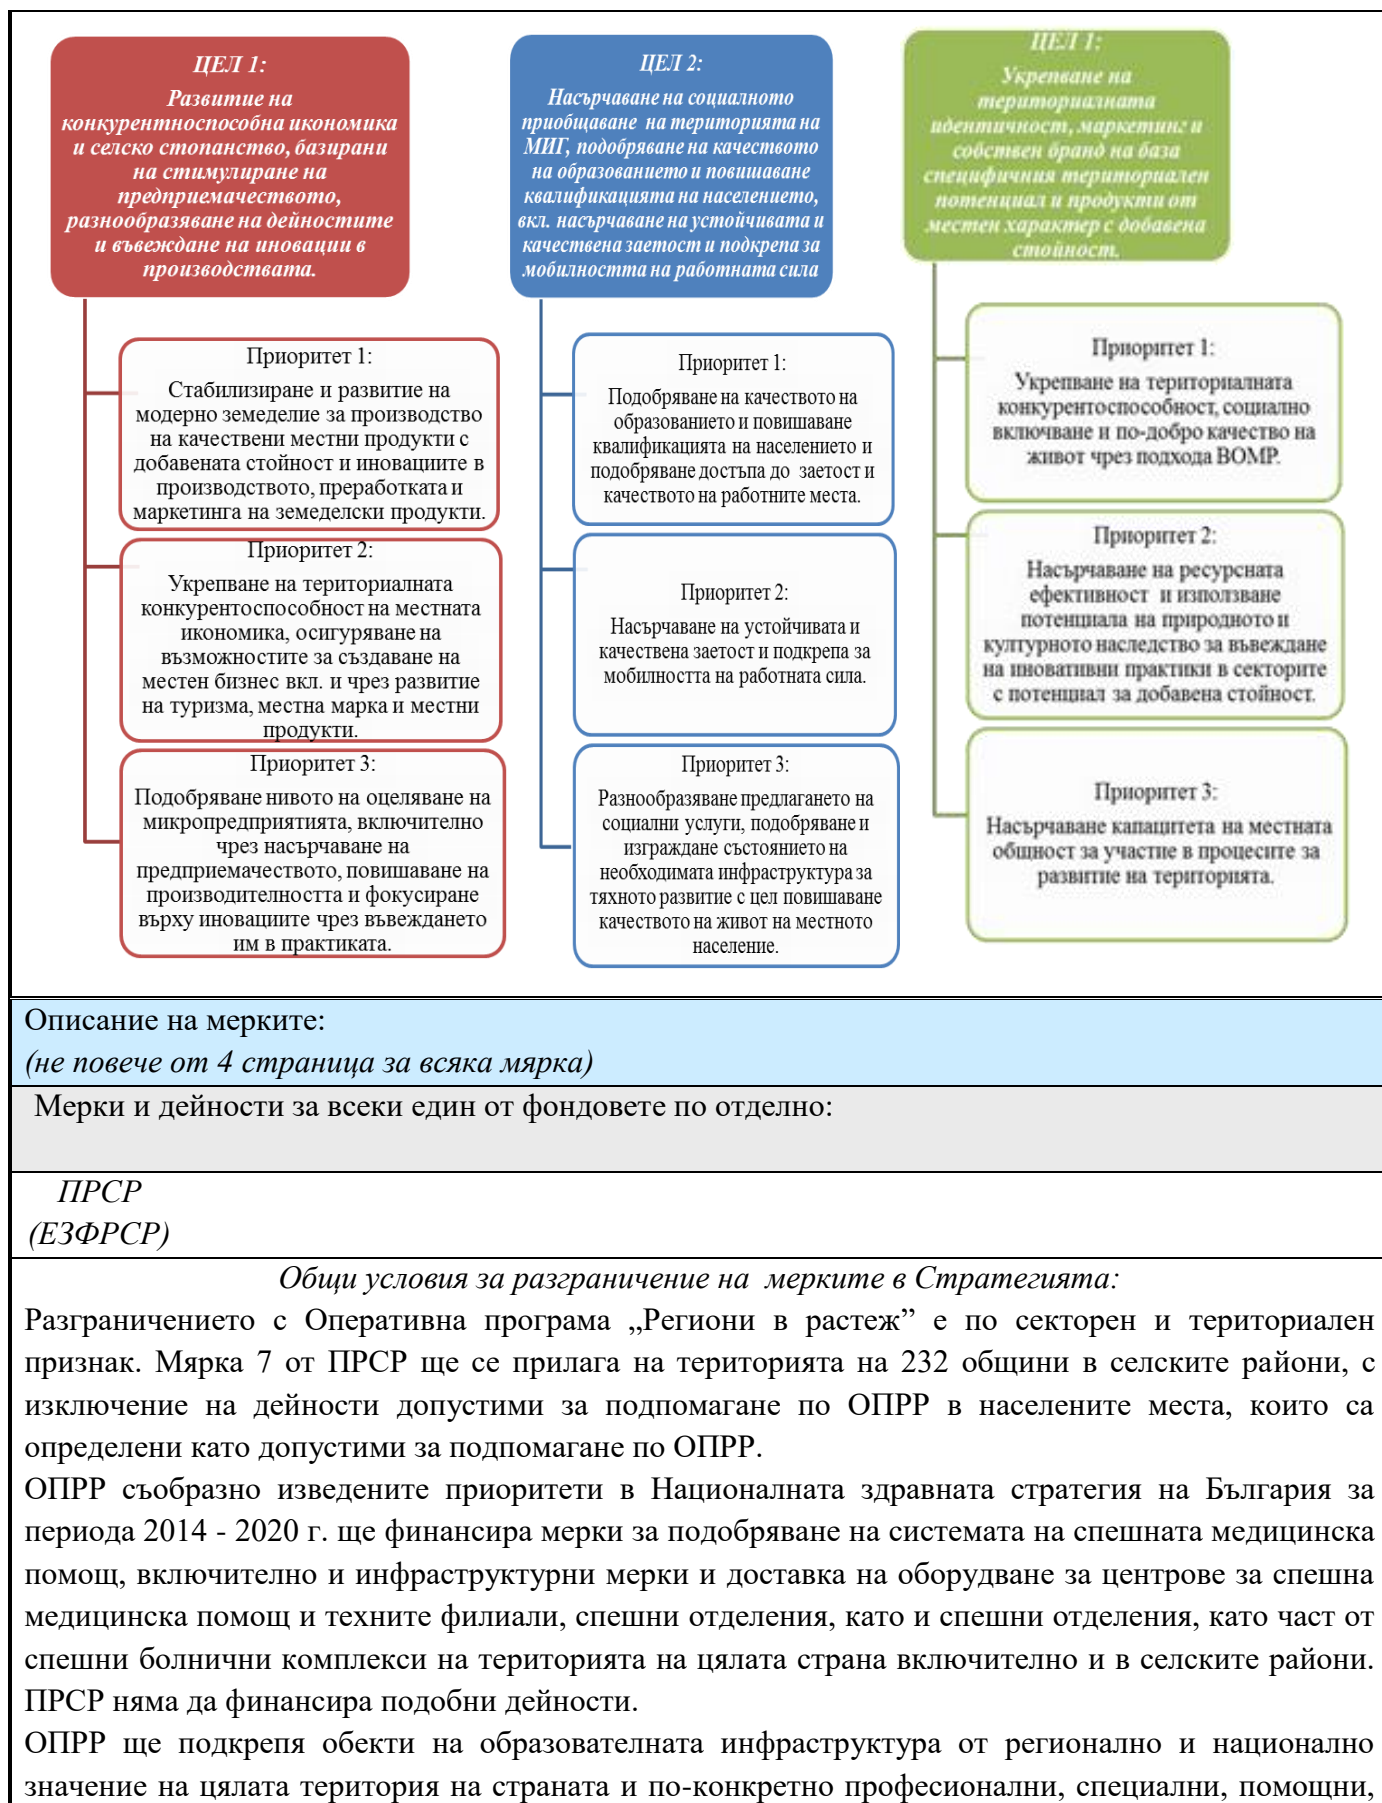 ЦЕЛ 1:
Развитие на
конкурентноспособна икономика
и селско стопанство, базирани
на стимулиране на
предприемачеството,
разнообразяване на дейностите
и въвеждане на иновации в
производствата.
Приоритет 1:
Стабилизиране и развитие на
модерно земеделие за производство
на качествени местни продукти с
добавената стойност и иновациите в
производството, преработката и
маркетинга на земеделски продукти.
Приоритет 2:
Укрепване на териториалната
конкурентоспособност на местната
икономика, осигуряване на
възможностите за създаване на
местен бизнес вкл. и чрез развитие
на туризма, местна марка и местни
продукти.
Приоритет 3:
Подобряване нивото на оцеляване на
микропредприятията, включително
чрез насърчаване на
предприемачеството, повишаване на
производителността и фокусиране
върху иновациите чрез въвеждането
им в практиката.
ЦЕЛ 2:
Насърчаване на социалното
приобщаване на територията на
МИГ, подобряване на качеството
на образованието и повишаване
квалификацията на населението,
вкл. насърчаване на устойчивата и
качествена заетост и подкрепа за
мобилността на работната сила
Приоритет 1:
Подобряване на качеството на
образованието и повишаване
квалификацията на населението и
подобряване достъпа до заетост и
качеството на работните места.
Приоритет 2:
Насърчаване на устойчивата и
качествена заетост и подкрепа за
мобилността на работната сила.
Приоритет 3:
Разнообразяване предлагането на
социални услуги, подобряване и
изграждане състоянието на
необходимата инфраструктура за
тяхното развитие с цел повишаване
качеството на живот на местното
население.
ЦЕЛ 1:
Укрепване на
териториалната
идентичност, маркетинг и
собствен бранд на база
специфичния териториален
потенциал и продукти от
местен характер с добавена
стойност.
Приоритет 1:
Укрепване на териториалната
конкурентоспособност, социално
включване и по-добро качество на
живот чрез подхода ВОМР.
Приоритет 2:
Насърчаване на ресурсната
ефективност и използване
потенциала на природното и
културното наследство за въвеждане
на иновативни практики в секторите
с потенциал за добавена стойност.
Приоритет 3:
Насърчаване капацитета на местната
общност за участие в процесите за
развитие на територията.
Описание на мерките:
(не повече от 4 страница за всяка мярка)
Мерки и дейности за всеки един от фондовете по отделно:
ПРСР
(ЕЗФРСР)
Общи условия за разграничение на мерките в Стратегията:
Разграничението с Оперативна програма „Региони в растеж” е по секторен и териториален
признак. Мярка 7 от ПРСР ще се прилага на територията на 232 общини в селските райони, с
изключение на дейности допустими за подпомагане по ОПРР в населените места, които са
определени като допустими за подпомагане по ОПРР.
ОПРР съобразно изведените приоритети в Националната здравната стратегия на България за
периода 2014 - 2020 г. ще финансира мерки за подобряване на системата на спешната медицинска
помощ, включително и инфраструктурни мерки и доставка на оборудване за центрове за спешна
медицинска помощ и техните филиали, спешни отделения, като и спешни отделения, като част от
спешни болнични комплекси на територията на цялата страна включително и в селските райони.
ПРСР няма да финансира подобни дейности.
ОПРР ще подкрепя обекти на образователната инфраструктура от регионално и национално
значение на цялата територия на страната и по-конкретно професионални, специални, помощни,